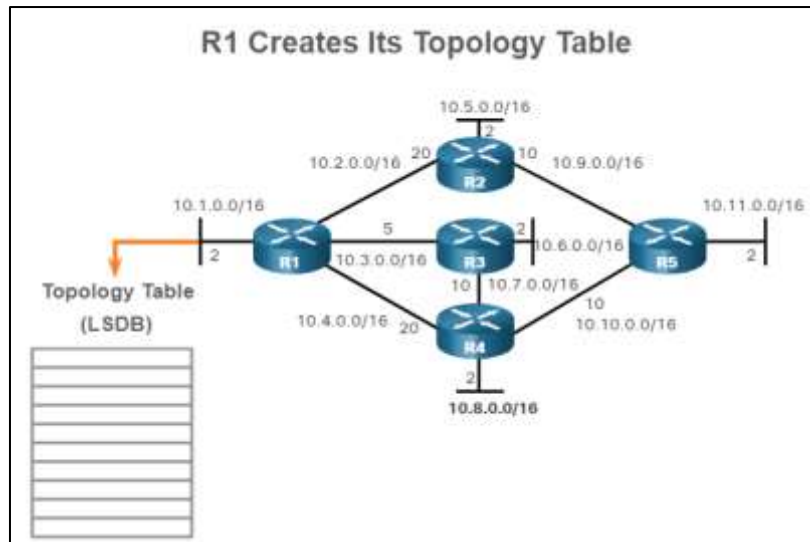 R1 Creates Its Topology Table
10.5.0.0/16
2
10.2.0.0/16 20 R2 10 10.9.0.0/16
10.1.0.0/16
2
R1
5
10.3.0.0/16
R3
2
10.6.0.0/16
10
10.7.0.0/16
R5
10.11.0.0/16
2
Topology Table
(LSDB)
10.4.0.0/16 20
R4
10
10.10.0.0/16
2
10.8.0.0/16